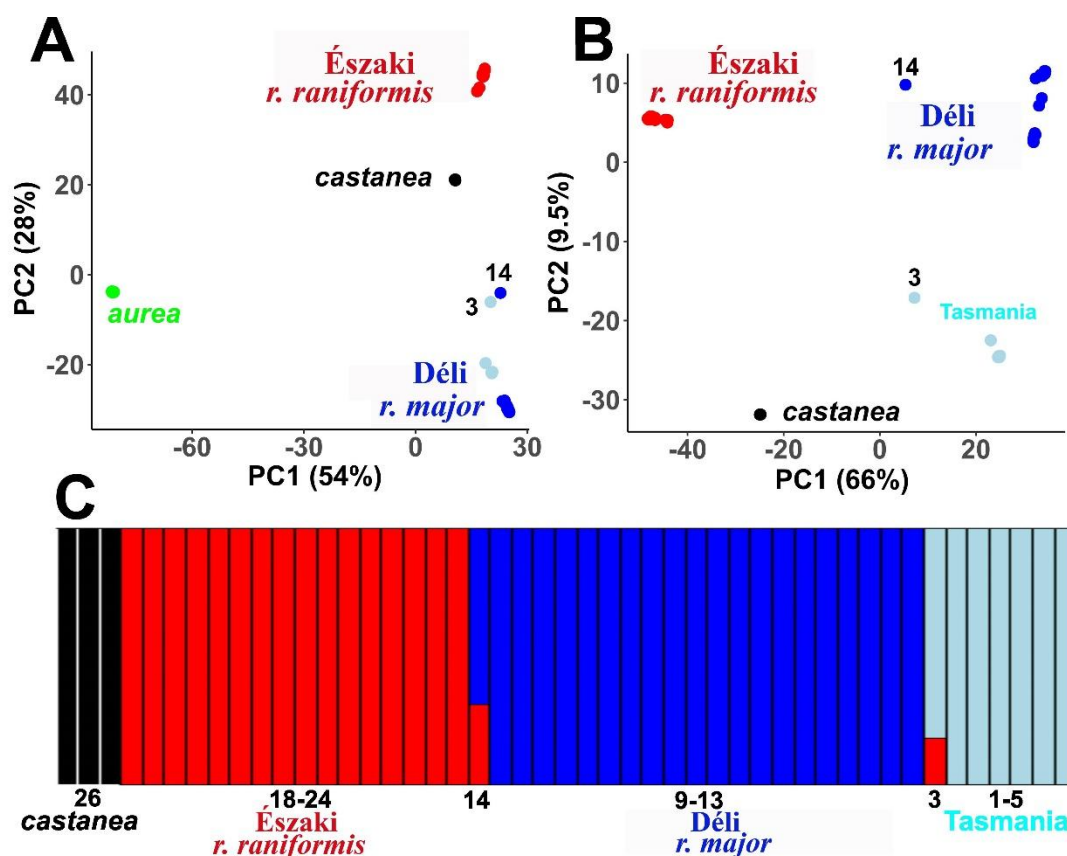 A
Északi
r. raniformis
castanea
aurea
14
3
Déli
r. major
40
20
0
-20
-60
-30
0
30
PC2 (28%)
PC1 (54%)
B
Északi
r. raniformis
14
Déli
r. major
3
Tasmania
castanea
10
0
-10
-20
-30
-40
-20
0
20
PC2 (9.5%)
PC1 (66%)
C
26
18-24
14
9-13
3
1-5
castanea
Északi
r. raniformis
Déli
r. major
Tasmania